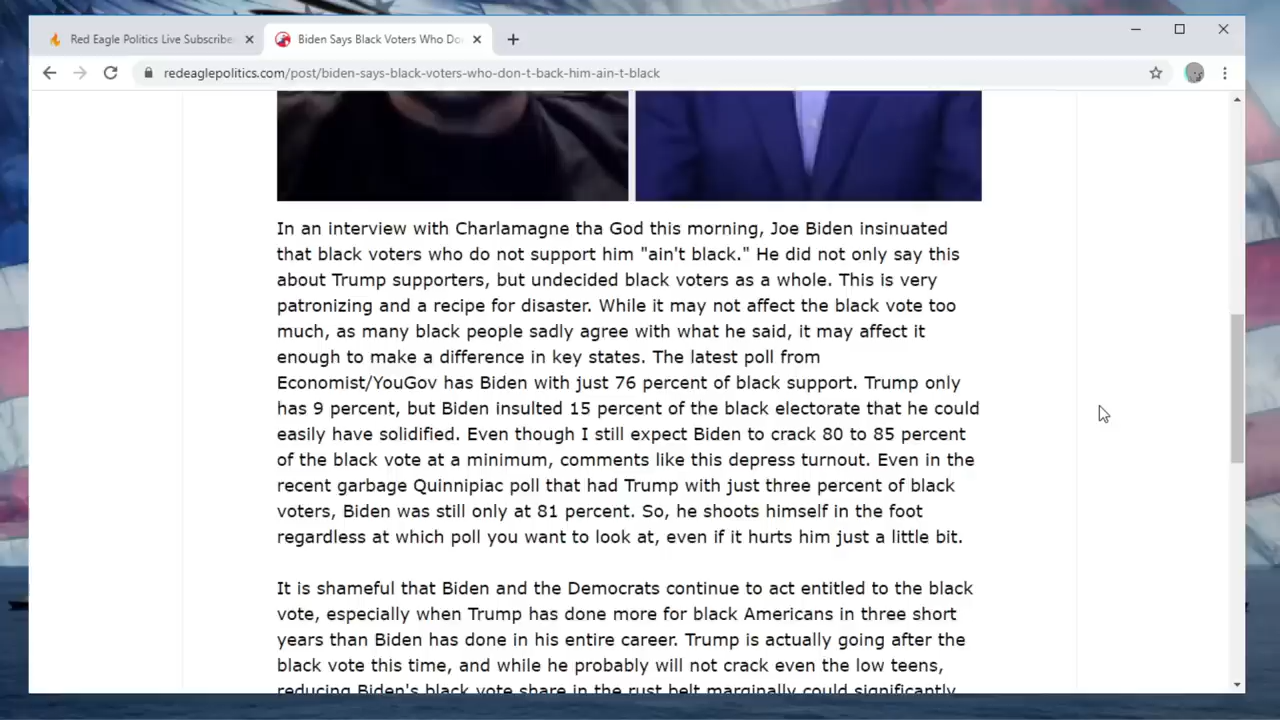 Red Eagle Politics Live Subscribe
Biden Says Black Voters Who Do
redeaglepolitics.com/post/biden-says-black-voters-who-don-t-back-him-ain-t-black
In an interview with Charlamagne tha God this morning, Joe Biden insinuated
that black voters who do not support him "ain't black." He did not only say this
about Trump supporters, but undecided black voters as a whole. This is very
patronizing and a recipe for disaster. While it may not affect the black vote too
much, as many black people sadly agree with what he said, it may affect it
enough to make a difference in key states. The latest poll from
Economist/YouGov has Biden with just 76 percent of black support. Trump only
has 9 percent, but Biden insulted 15 percent of the black electorate that he could
easily have solidified. Even though I still expect Biden to crack 80 to 85 percent
of the black vote at a minimum, comments like this depress turnout. Even in the
recent garbage Quinnipiac poll that had Trump with just three percent of black
voters, Biden was still only at 81 percent. So, he shoots himself in the foot
regardless at which poll you want to look at, even if it hurts him just a little bit.
It is shameful that Biden and the Democrats continue to act entitled to the black
vote, especially when Trump has done more for black Americans in three short
years than Biden has done in his entire career. Trump is actually going after the
black vote this time, and while he probably will not crack even the low teens,
reducing Biden's black vote share in the rust belt marginally could significantly